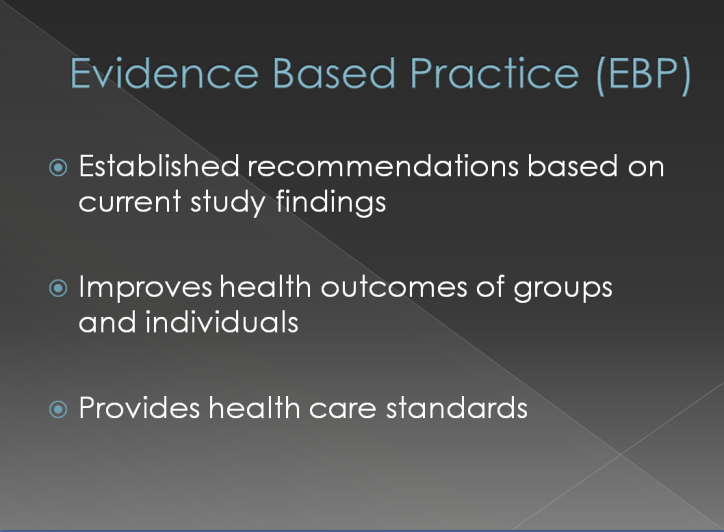 Evidence Based Practice (EBP)
Established recommendations based on
current study findings
Improves health outcomes of groups
and individuals
Provides health care standards